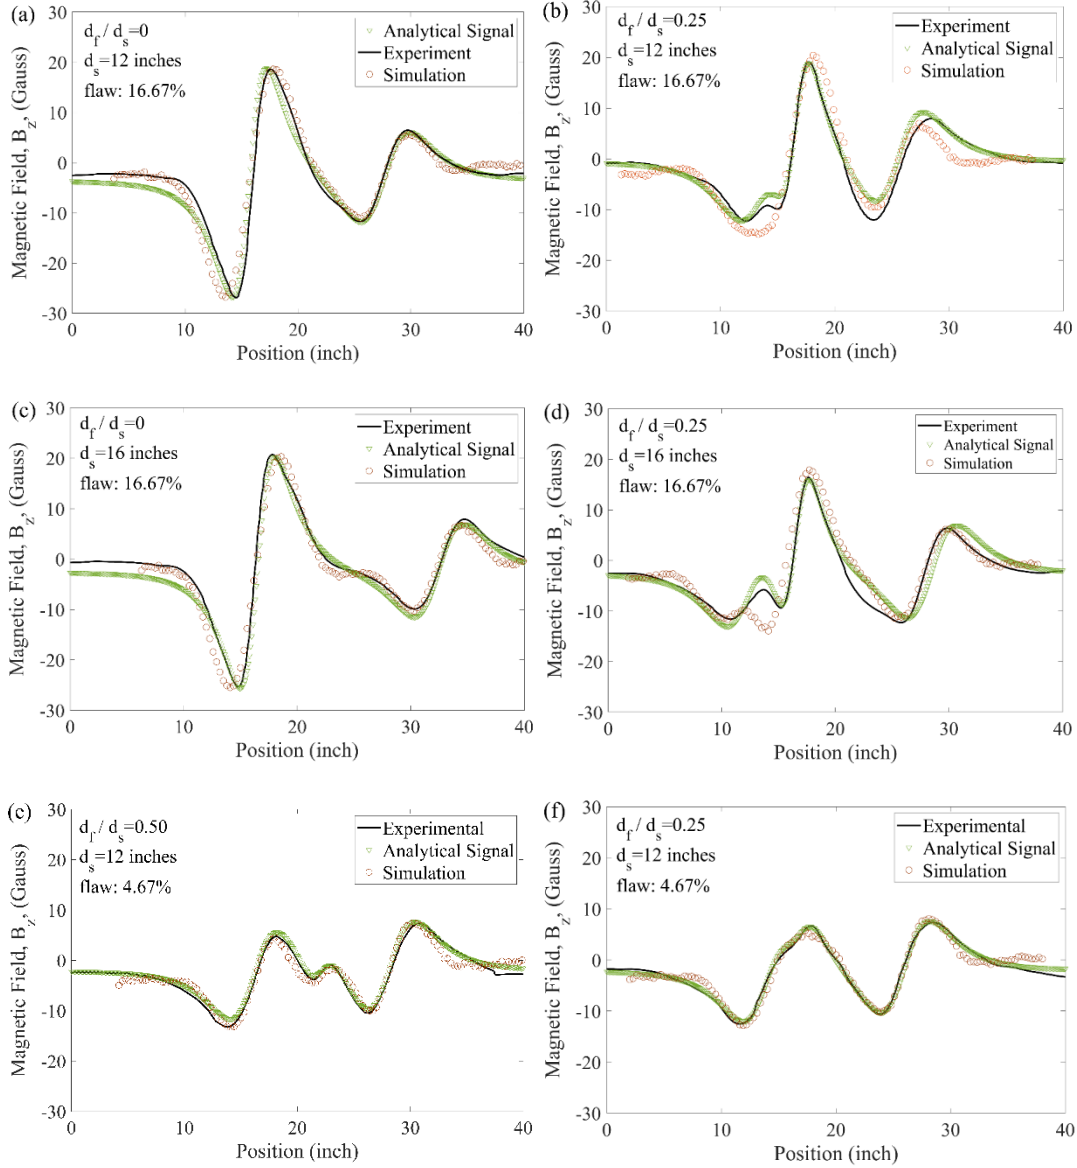 (a)
d_f / d_s=0
d_s=12 inches
flaw: 16.67%
Analytical Signal
Experiment
Simulation
Magnetic Field, B_z, (Gauss)
30
20
10
0
-10
-20
-30
0 10 20 30 40
Position (inch)
(b)
d_f / d_s=0.25
d_s=12 inches
flaw: 16.67%
Experiment
Analytical Signal
Simulation
Magnetic Field, B_z, (Gauss)
30
20
10
0
-10
-20
-30
0 10 20 30 40
Position (inch)
(c)
d_f / d_s=0
d_s=16 inches
flaw: 16.67%
Experiment
Analytical Signal
Simulation
Magnetic Field, B_z, (Gauss)
30
20
10
0
-10
-20
-30
0 10 20 30 40
Position (inch)
(d)
d_f / d_s=0.25
d_s=16 inches
flaw: 16.67%
Experiment
Analytical Signal
Simulation
Magnetic Field, B_z, (Gauss)
30
20
10
0
-10
-20
-30
0 10 20 30 40
Position (inch)
(e)
d_f / d_s=0.50
d_s=12 inches
flaw: 4.67%
Experimental
Analytical Signal
Simulation
Magnetic Field, B_z, (Gauss)
30
20
10
0
-10
-20
-30
0 10 20 30 40
Position (inch)
(f)
d_f / d_s=0.25
d_s=12 inches
flaw: 4.67%
Experimental
Analytical Signal
Simulation
Magnetic Field, B_z, (Gauss)
30
20
10
0
-10
-20
-30
0 10 20 30 40
Position (inch)